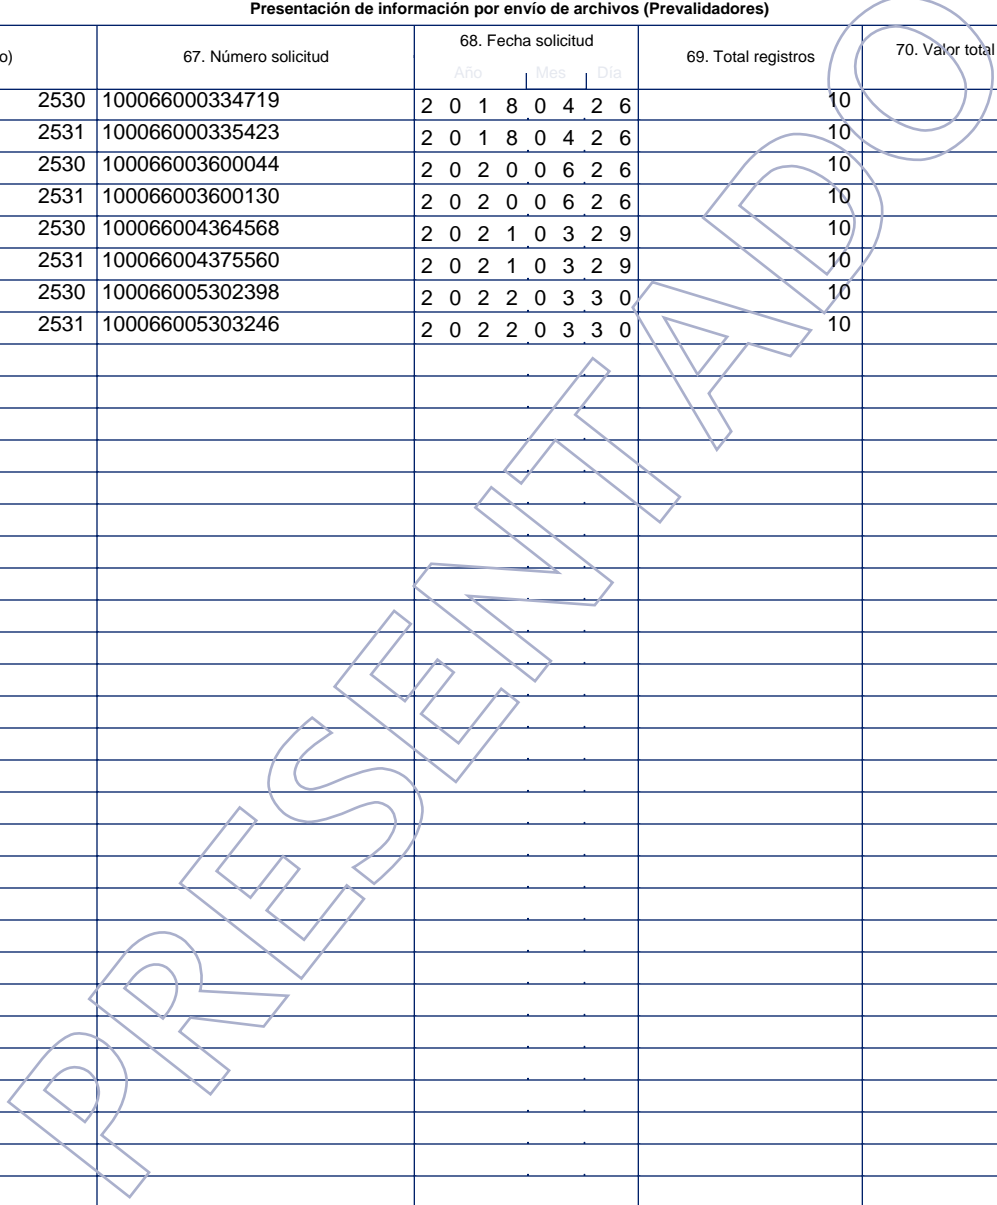 Presentación de información por envío de archivos (Prevalidadores)
o) 67. Número solicitud 68. Fecha solicitud 69. Total registros 70. Valor total
Año Mes Día
2530 100066000334719 2 0 1 8 0 4 2 6 10
2531 100066000335423 2 0 1 8 0 4 2 6 10
2530 100066003600044 2 0 2 0 0 6 2 6 10
2531 100066003600130 2 0 2 0 0 6 2 6 10
2530 100066004364568 2 0 2 1 0 3 2 9 10
2531 100066004375560 2 0 2 1 0 3 2 9 10
2530 100066005302398 2 0 2 2 0 3 3 0 10
2531 100066005303246 2 0 2 2 0 3 3 0 10
PRESENTADO